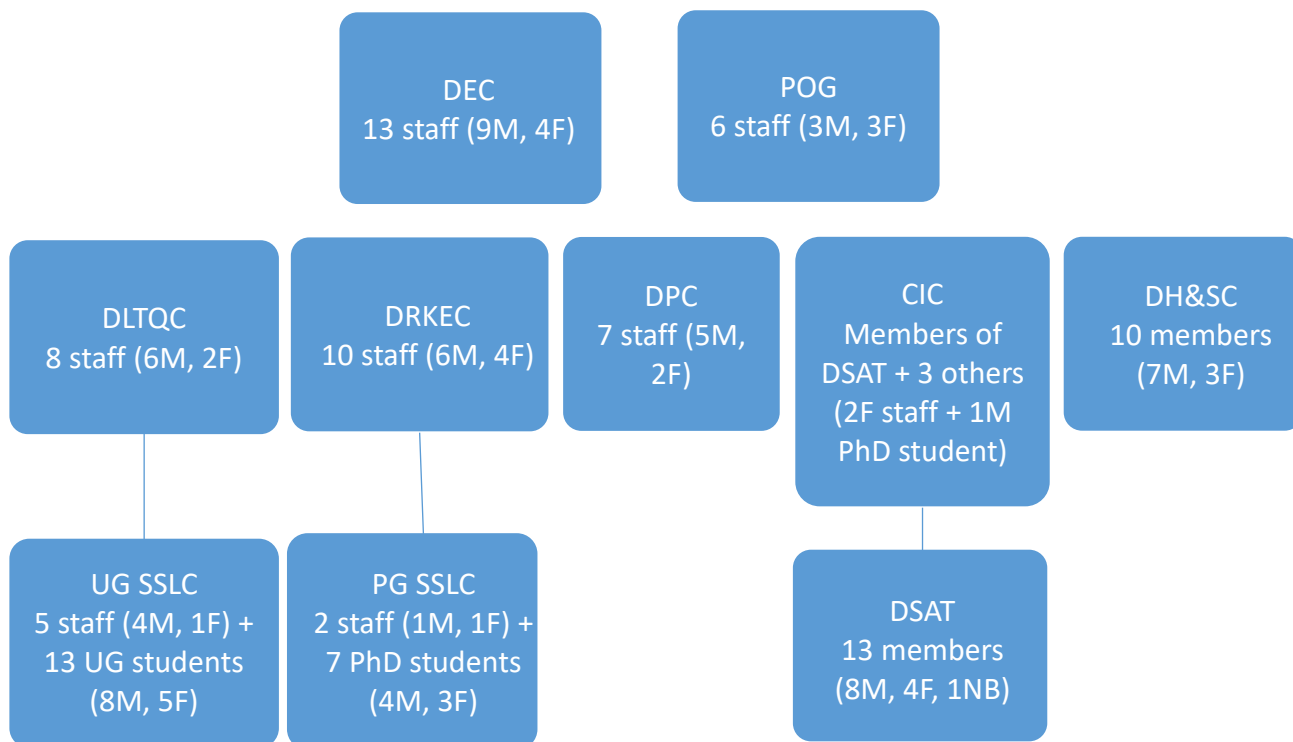 DEC
13 staff (9M, 4F)
POG
6 staff (3M, 3F)
DLTQC
8 staff (6M, 2F)
DRKEC
10 staff (6M, 4F)
DPC
7 staff (5M,
2F)
CIC
Members of
DSAT + 3 others
(2F staff + 1M
PhD student)
DH&SC
10 members
(7M, 3F)
UG SSLC
5 staff (4M, 1F) +
13 UG students
(8M, 5F)
PG SSLC
2 staff (1M, 1F) +
7 PhD students
(4M, 3F)
DSAT
13 members
(8M, 4F, 1NB)